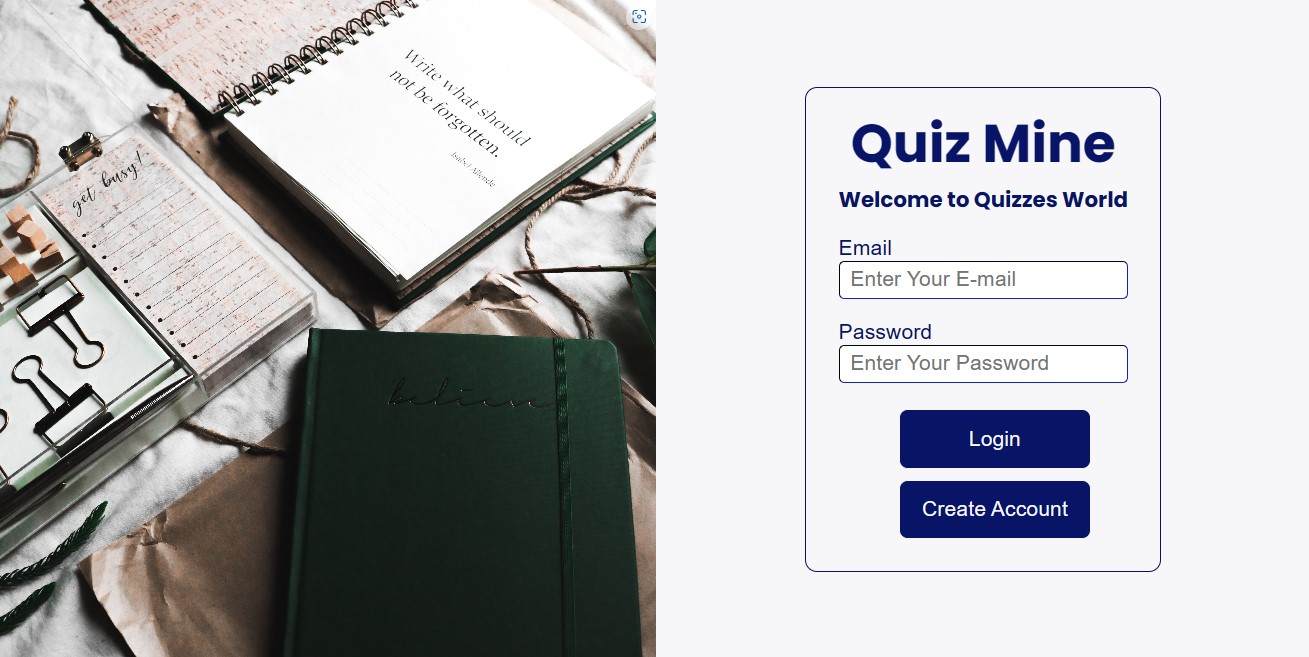 Write what should
not be forgotten.
Isabel Allende
get busy!
believe
Quiz Mine
Welcome to Quizzes World
Email
Enter Your E-mail
Password
Enter Your Password
Login
Create Account